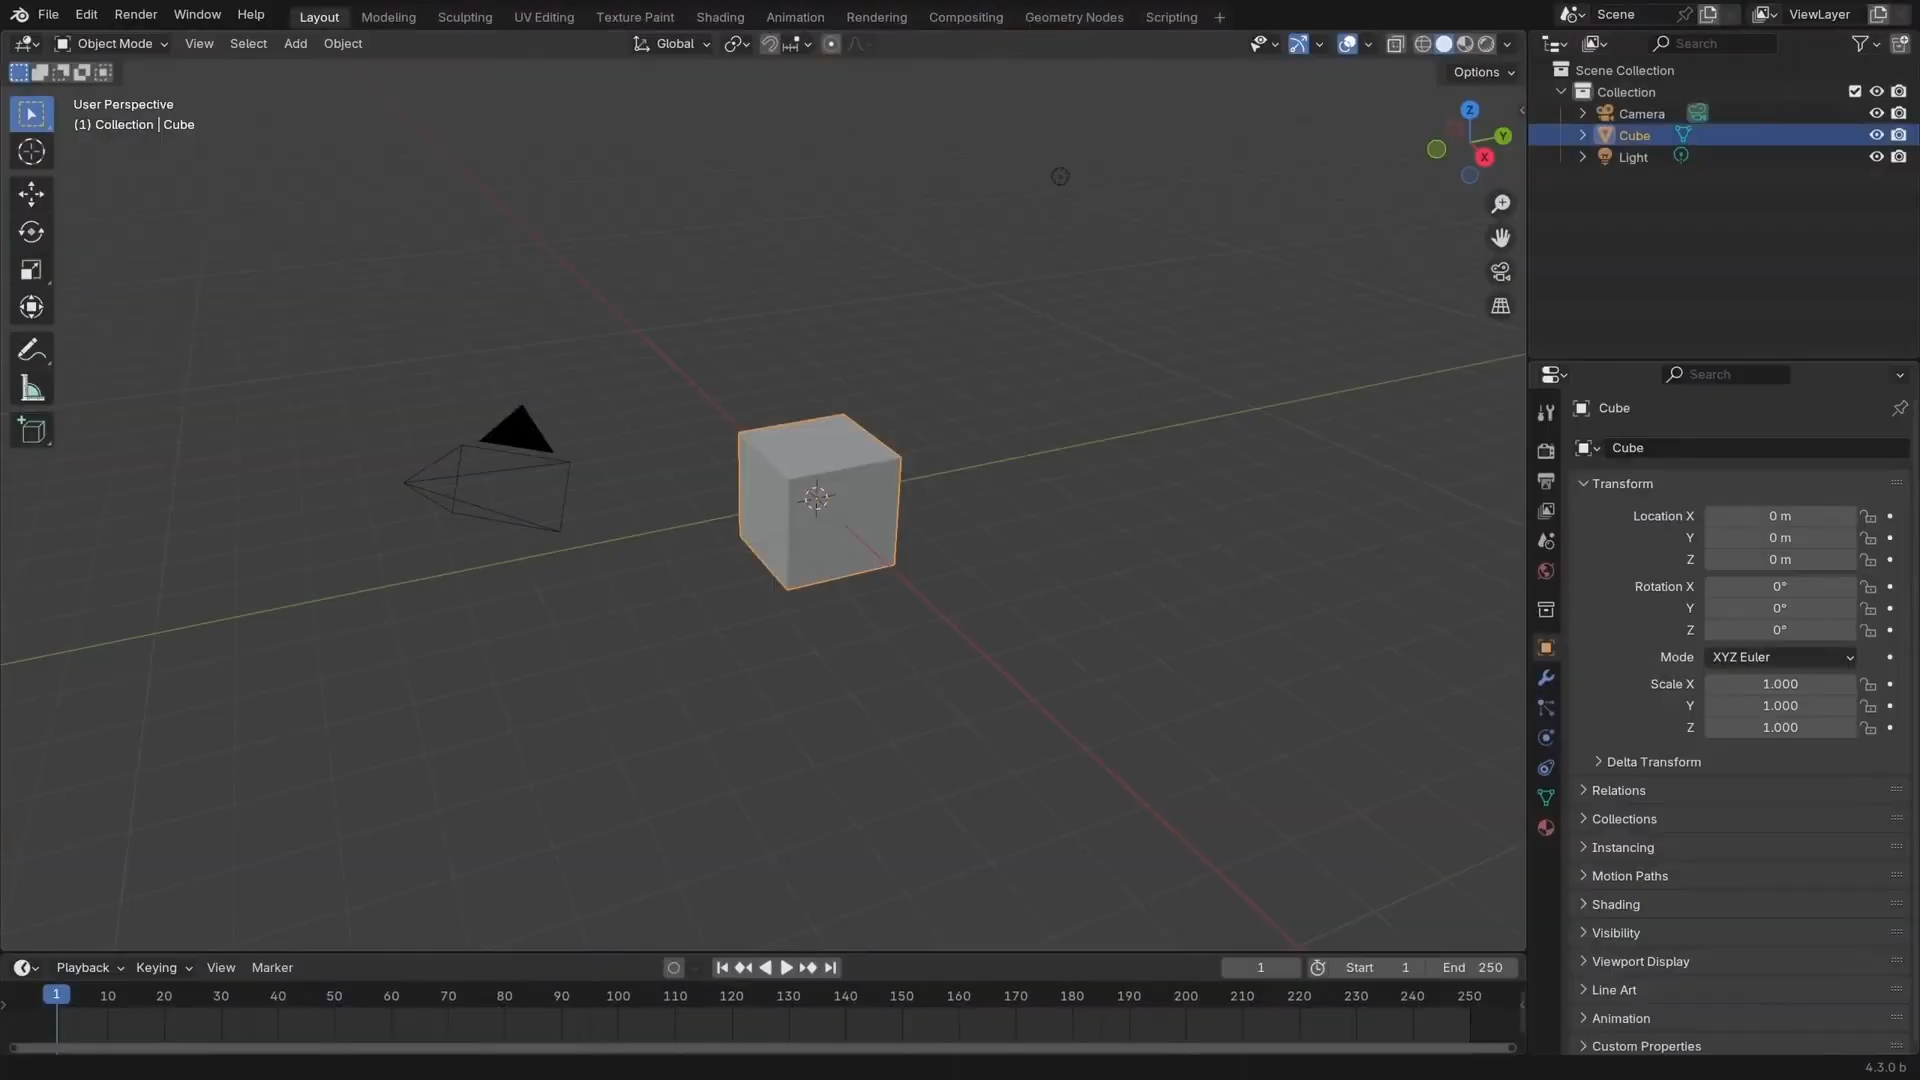 File Edit Render Window Help Layout Modeling Sculpting UV Editing Texture Paint Shading Animation Rendering Compositing Geometry Nodes Scripting + Scene ViewLayer
Object Mode View Select Add Object Global Search
Options
User Perspective
(1) Collection | Cube
Z
Y
X
Scene Collection
Collection
Camera
Cube
Light
Search
Cube
Cube
Transform
Location X 0 m
Y 0 m
Z 0 m
Rotation X 0°
Y 0°
Z 0°
Mode XYZ Euler
Scale X 1.000
Y 1.000
Z 1.000
Delta Transform
Relations
Collections
Instancing
Motion Paths
Shading
Visibility
Viewport Display
Line Art
Animation
Custom Properties
Playback Keying View Marker 1 Start 1 End 250
1 10 20 30 40 50 60 70 80 90 100 110 120 130 140 150 160 170 180 190 200 210 220 230 240 250
4.3.0 b